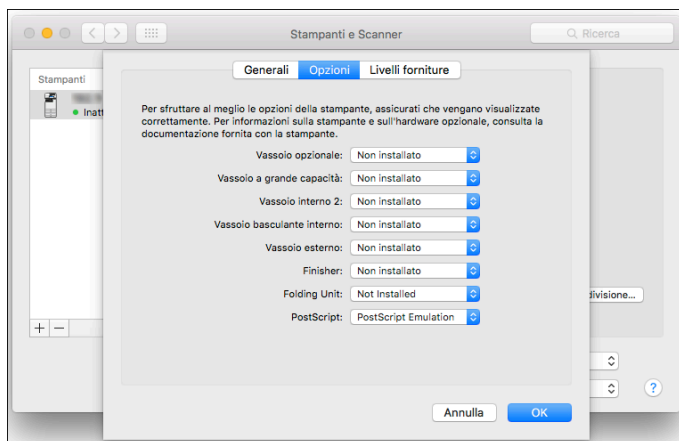 Stampanti e Scanner
Ricerca
Generali
Opzioni
Livelli forniture
Stampanti
Inatt
Per sfruttare al meglio le opzioni della stampante, assicurati che vengano visualizzate
correttamente. Per informazioni sulla stampante e sull'hardware opzionale, consulta la
documentazione fornita con la stampante.
Vassoio opzionale: Non installato
Vassoio a grande capacità: Non installato
Vassoio interno 2: Non installato
Vassoio basculante interno: Non installato
Vassoio esterno: Non installato
Finisher: Non installato
Folding Unit: Not Installed
PostScript: PostScript Emulation
divisione...
+ −
?
Annulla
OK